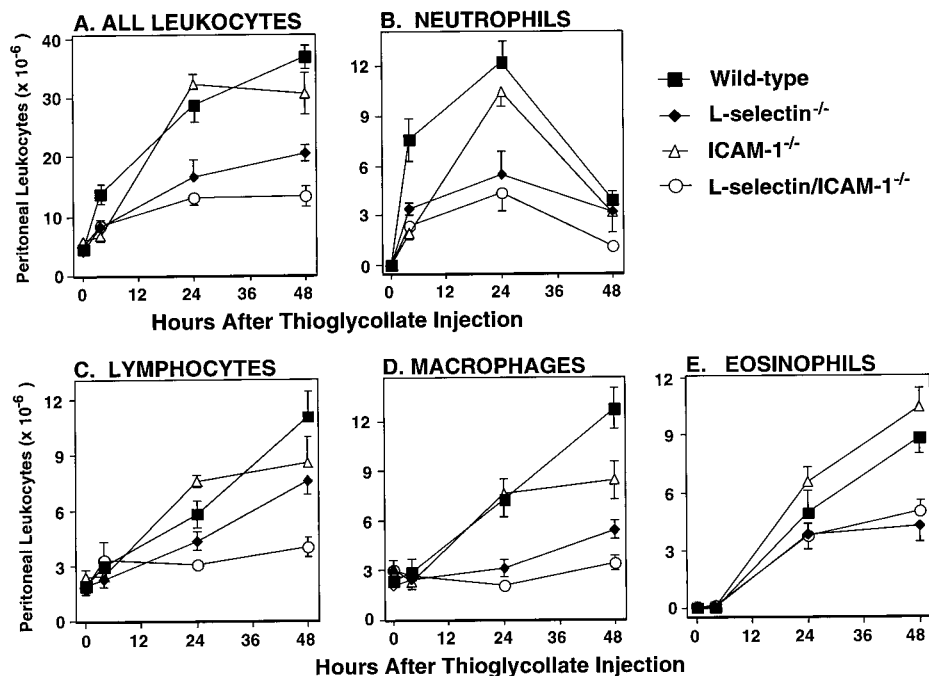 A. ALL LEUKOCYTES
B. NEUTROPHILS
Peritoneal Leukocytes (x 10-6)
40
30
20
10
0
0 12 24 36 48
12
9
6
3
0
0 12 24 36 48
Hours After Thioglycollate Injection
Wild-type
L-selectin-/-
ICAM-1-/-
L-selectin/ICAM-1-/-
C. LYMPHOCYTES
D. MACROPHAGES
E. EOSINOPHILS
Peritoneal Leukocytes (x 10-6)
12
9
6
3
0
0 12 24 36 48
12
9
6
3
0
0 12 24 36 48
12
9
6
3
0
0 12 24 36 48
Hours After Thioglycollate Injection